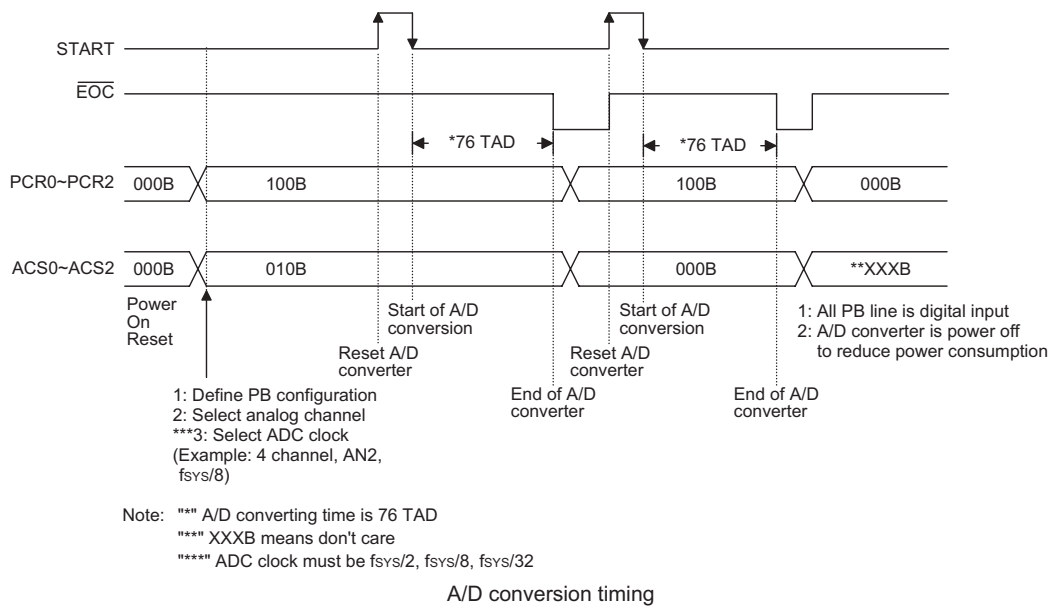 START
EOC
*76 TAD
*76 TAD
PCR0~PCR2
000B
100B
100B
000B
ACS0~ACS2
000B
010B
000B
**XXXB
Power
On
Reset
Start of A/D
conversion
Start of A/D
conversion
1: All PB line is digital input
2: A/D converter is power off
to reduce power consumption
Reset A/D
converter
Reset A/D
converter
End of A/D
converter
End of A/D
converter
1: Define PB configuration
2: Select analog channel
***3: Select ADC clock
(Example: 4 channel, AN2,
fSYS/8)
Note: "*" A/D converting time is 76 TAD
"**" XXXB means don't care
"***" ADC clock must be fSYS/2, fSYS/8, fSYS/32
A/D conversion timing